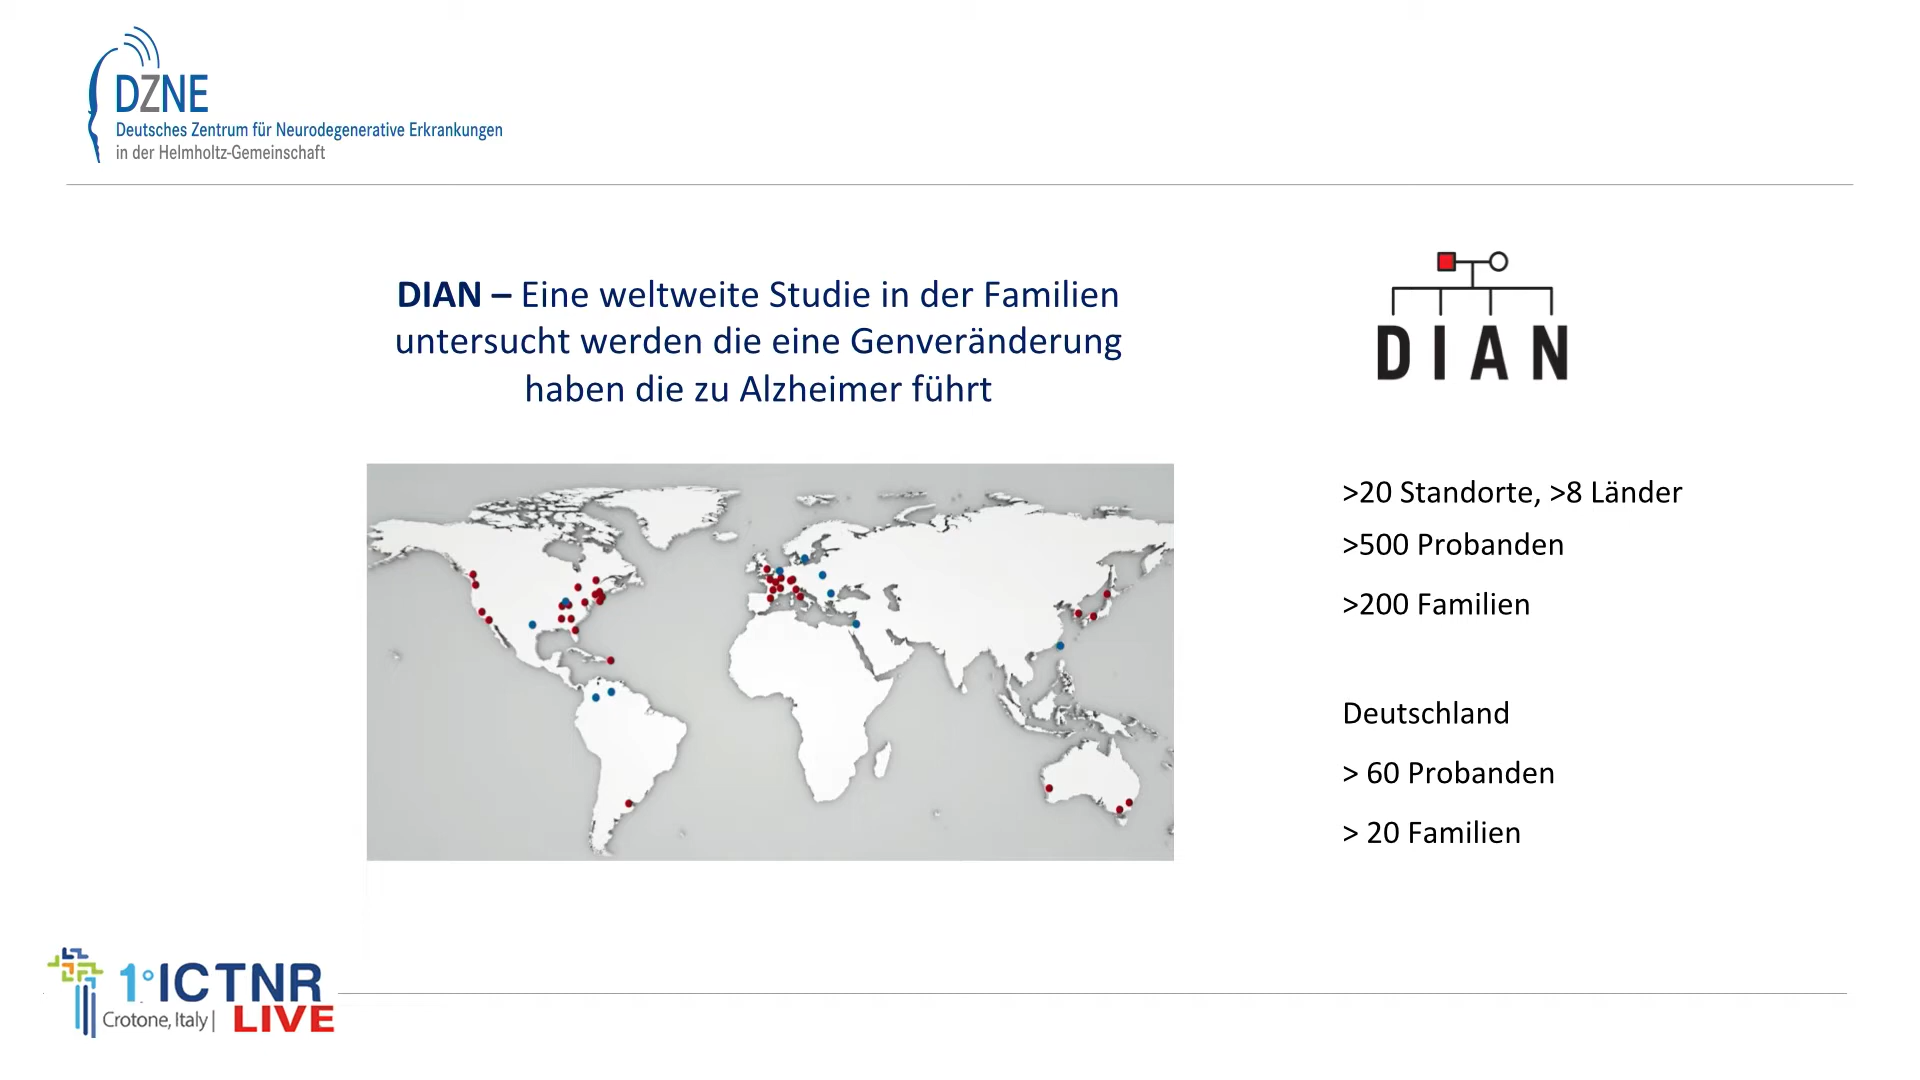 DZNE
Deutsches Zentrum für Neurodegenerative Erkrankungen
in der Helmholtz-Gemeinschaft
DIAN – Eine weltweite Studie in der Familien
untersucht werden die eine Genveränderung
haben die zu Alzheimer führt
DIAN
>20 Standorte, >8 Länder
>500 Probanden
>200 Familien
Deutschland
> 60 Probanden
> 20 Familien
1°ICTNR
Crotone, Italy| LIVE